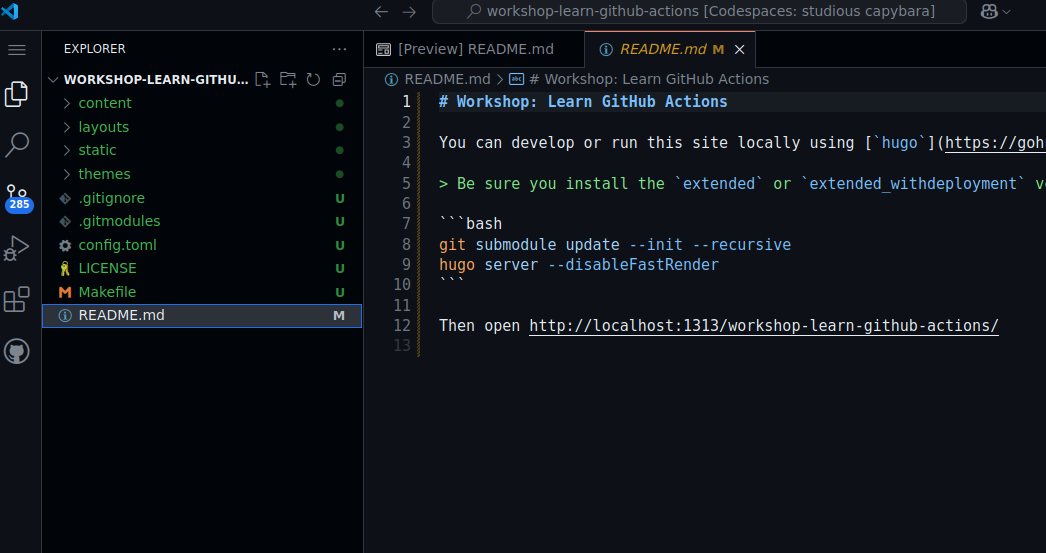 workshop-learn-github-actions [Codespaces: studious capybara]
EXPLORER
WORKSHOP-LEARN-GITHU...
content
layouts
static
themes
.gitignore U
.gitmodules U
config.toml U
LICENSE U
Makefile U
README.md M
285
[Preview] README.md
README.md M
README.md > # Workshop: Learn GitHub Actions
1 # Workshop: Learn GitHub Actions
2
3 You can develop or run this site locally using [`hugo`](https://goh
4
5 > Be sure you install the `extended` or `extended_withdeployment` v
6
7 ```bash
8 git submodule update --init --recursive
9 hugo server --disableFastRender
10 ```
11
12 Then open http://localhost:1313/workshop-learn-github-actions/
13